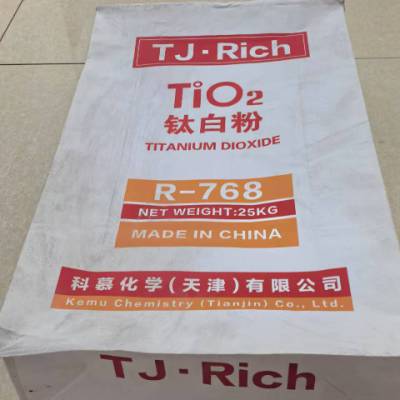 TJ·Rich
TiO2
钛白粉
TITANIUM DIOXIDE
R-768
NET WEIGHT:25KG
MADE IN CHINA
科慕化学(天津)有限公司
Kemu Chemistry (Tianjin) Co., Ltd.
TJ·Rich